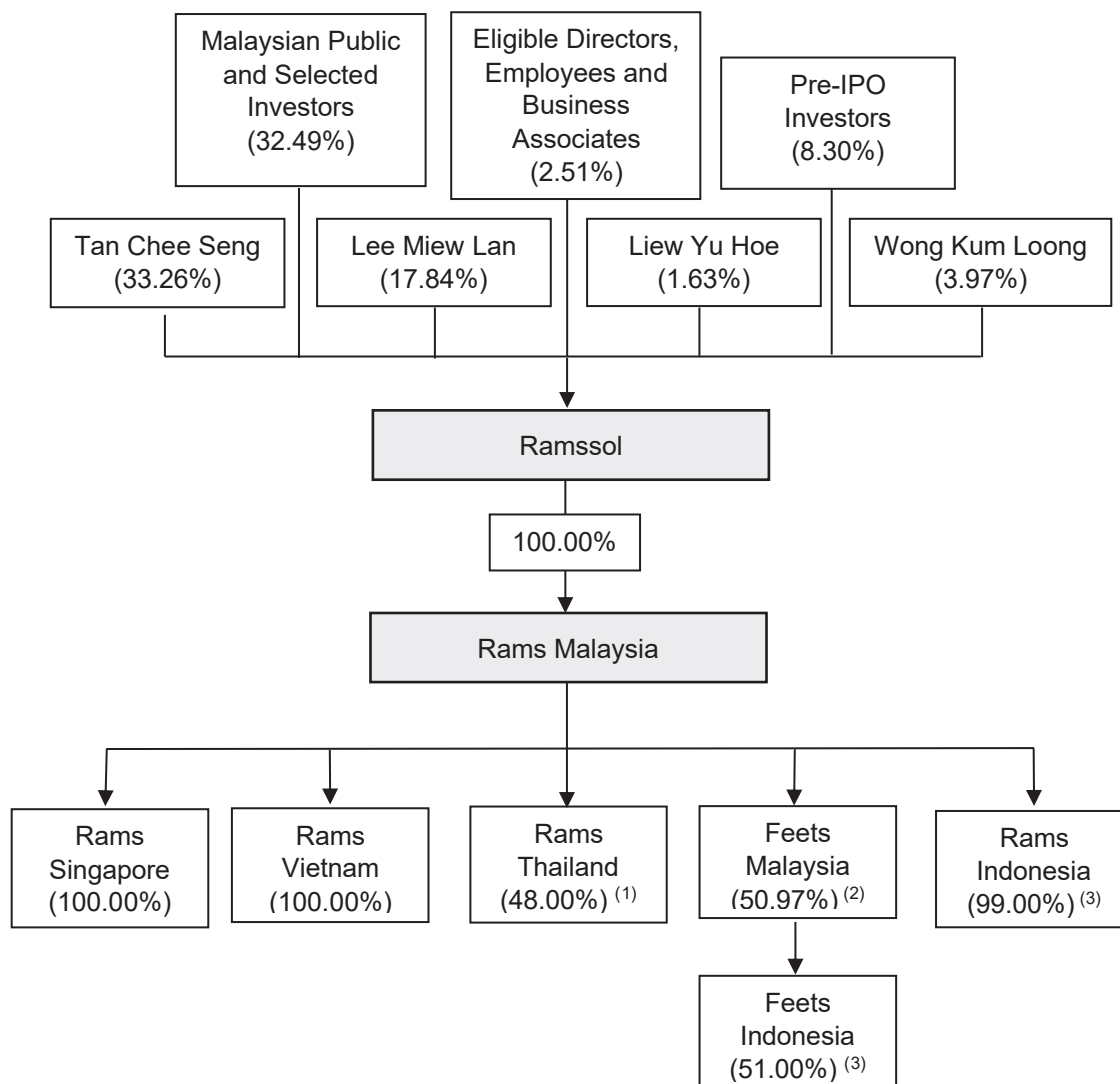 Malaysian Public
and Selected
Investors
(32.49%)
Eligible Directors,
Employees and
Business
Associates
(2.51%)
Pre-IPO
Investors
(8.30%)
Tan Chee Seng
(33.26%)
Lee Miew Lan
(17.84%)
Liew Yu Hoe
(1.63%)
Wong Kum Loong
(3.97%)
Ramssol
100.00%
Rams Malaysia
Rams
Singapore
(100.00%)
Rams
Vietnam
(100.00%)
Rams
Thailand
(48.00%) (1)
Feets
Malaysia
(50.97%) (2)
Rams
Indonesia
(99.00%) (3)
Feets
Indonesia
(51.00%) (3)